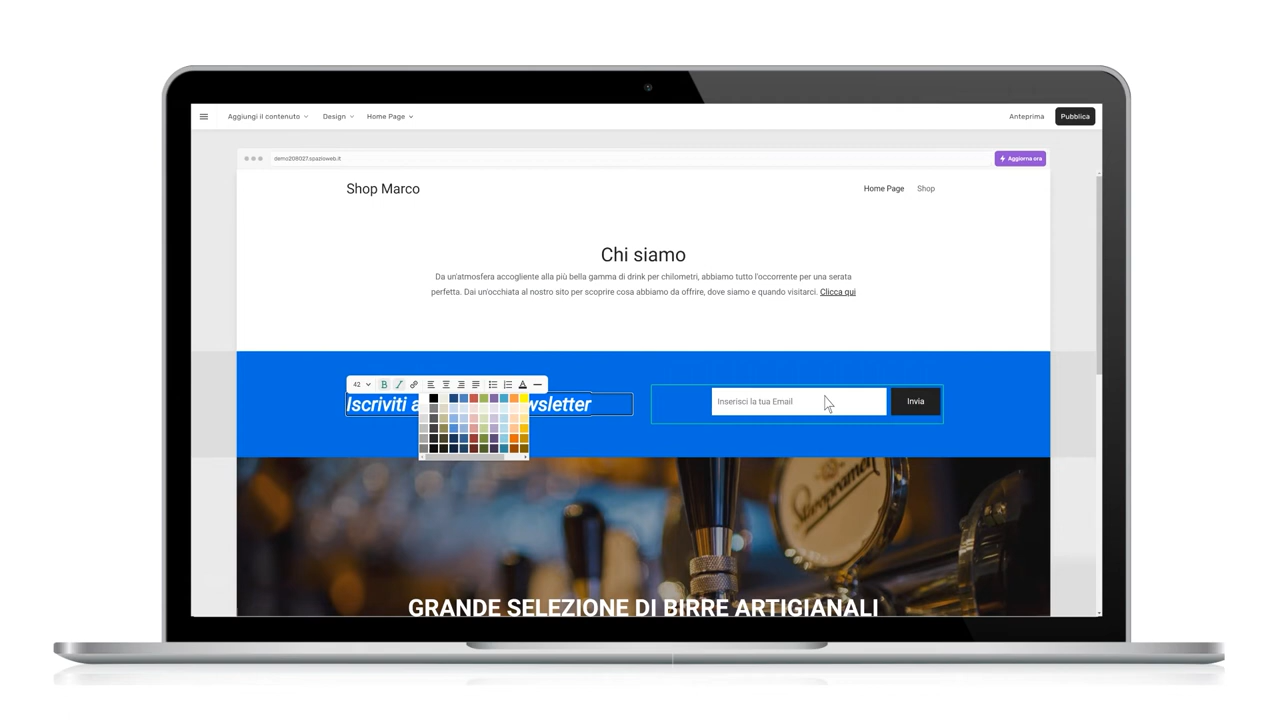 Aggiungi il contenuto
Design
Home Page
Anteprima
Pubblica
demo208027.spazioweb.it
Aggiorna ora
Shop Marco
Home Page
Shop
Chi siamo
Da un'atmosfera accogliente alla più bella gamma di drink per chilometri, abbiamo tutto l'occorrente per una serata
perfetta. Dai un'occhiata al nostro sito per scoprire cosa abbiamo da offrire, dove siamo e quando visitarci. Clicca qui
42
B
I
A
Iscriviti
Inserisci la tua Email
Invia
Staropramen
GRANDE SELEZIONE DI BIRRE ARTIGIANALI